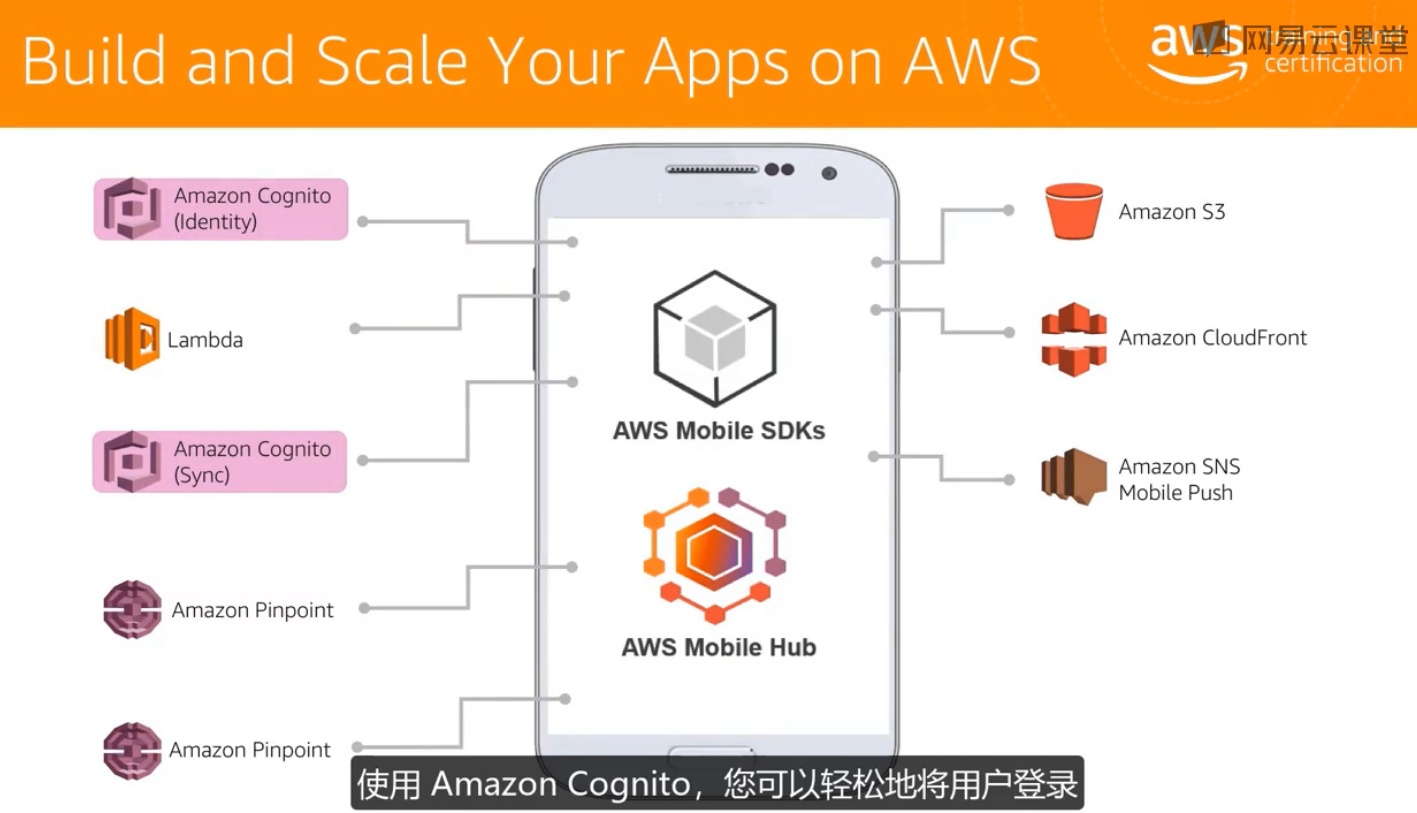 Build and Scale Your Apps on AWS
aws training and
certification
网易云课堂
Amazon Cognito
(Identity)
Lambda
Amazon Cognito
(Sync)
Amazon Pinpoint
Amazon Pinpoint
AWS Mobile SDKs
AWS Mobile Hub
Amazon S3
Amazon CloudFront
Amazon SNS
Mobile Push
使用 Amazon Cognito，您可以轻松地将用户登录